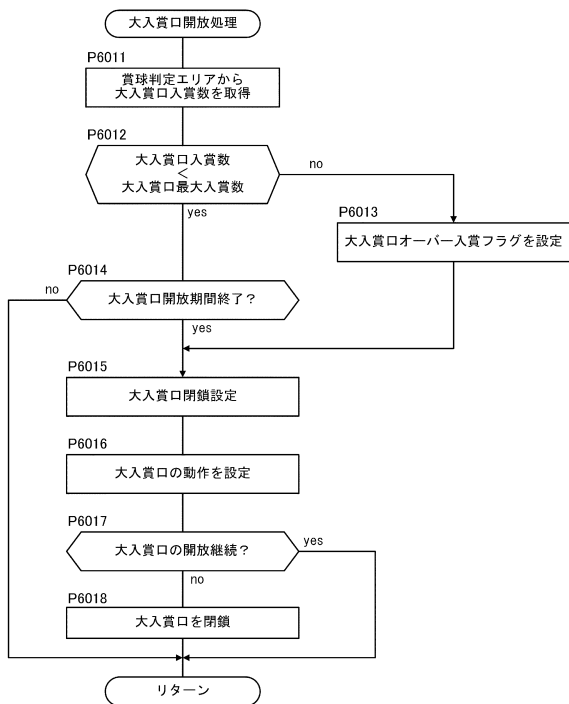 大入賞口開放処理
P6011
賞球判定エリアから
大入賞口入賞数を取得
P6012
大入賞口入賞数
<
大入賞口最大入賞数
no
yes
P6013
大入賞口オーバー入賞フラグを設定
P6014
no
大入賞口開放期間終了?
yes
P6015
大入賞口閉鎖設定
P6016
大入賞口の動作を設定
P6017
大入賞口の開放継続?
yes
no
P6018
大入賞口を閉鎖
リターン